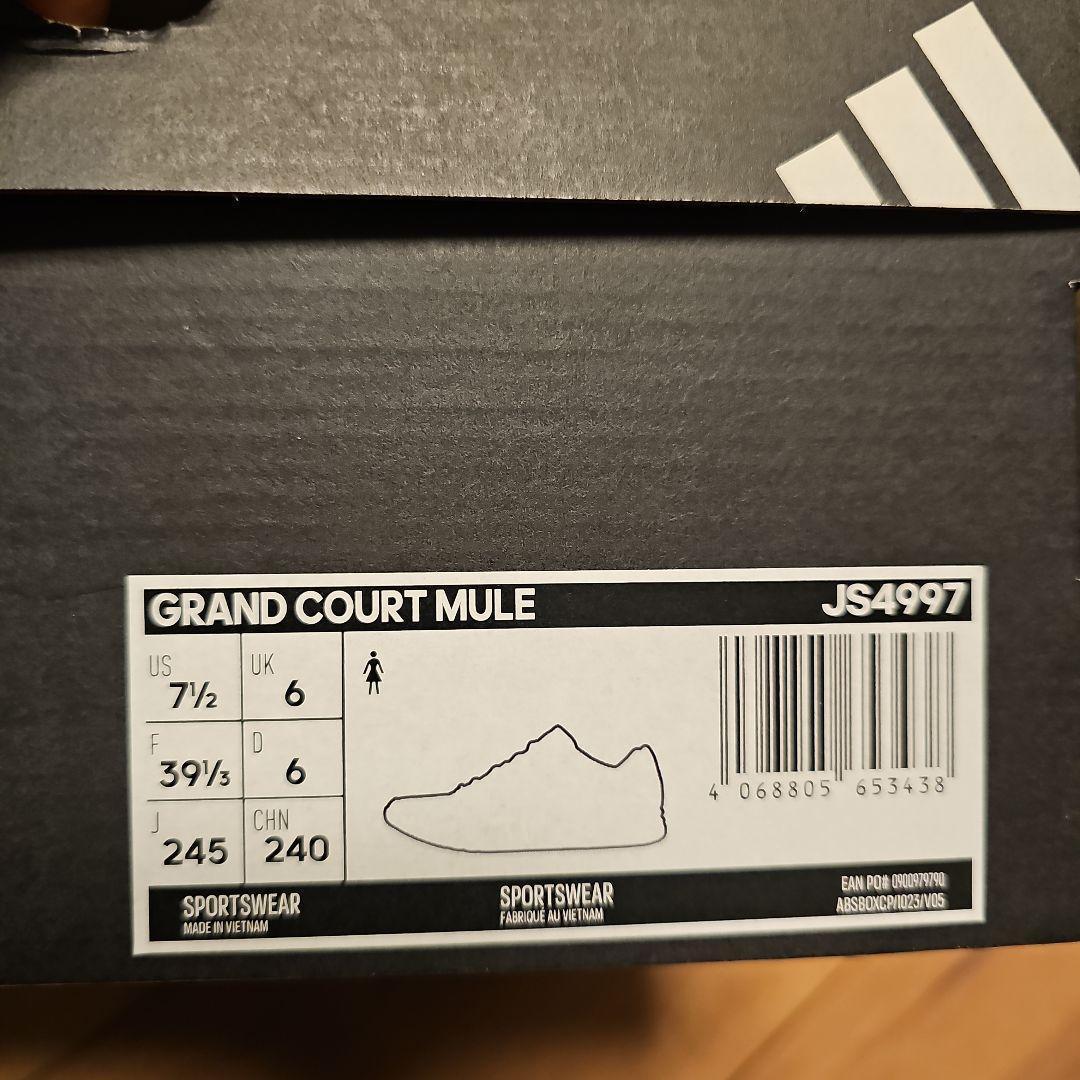 GRAND COURT MULE JS4997
US 7½ UK 6
F 39⅓ D 6
J 245 CHN 240
4 068805 653438
SPORTSWEAR
MADE IN VIETNAM
SPORTSWEAR
FABRIQUÉ AU VIETNAM
EAN PO# 0900979790
ABSBOXCP/1023/V05